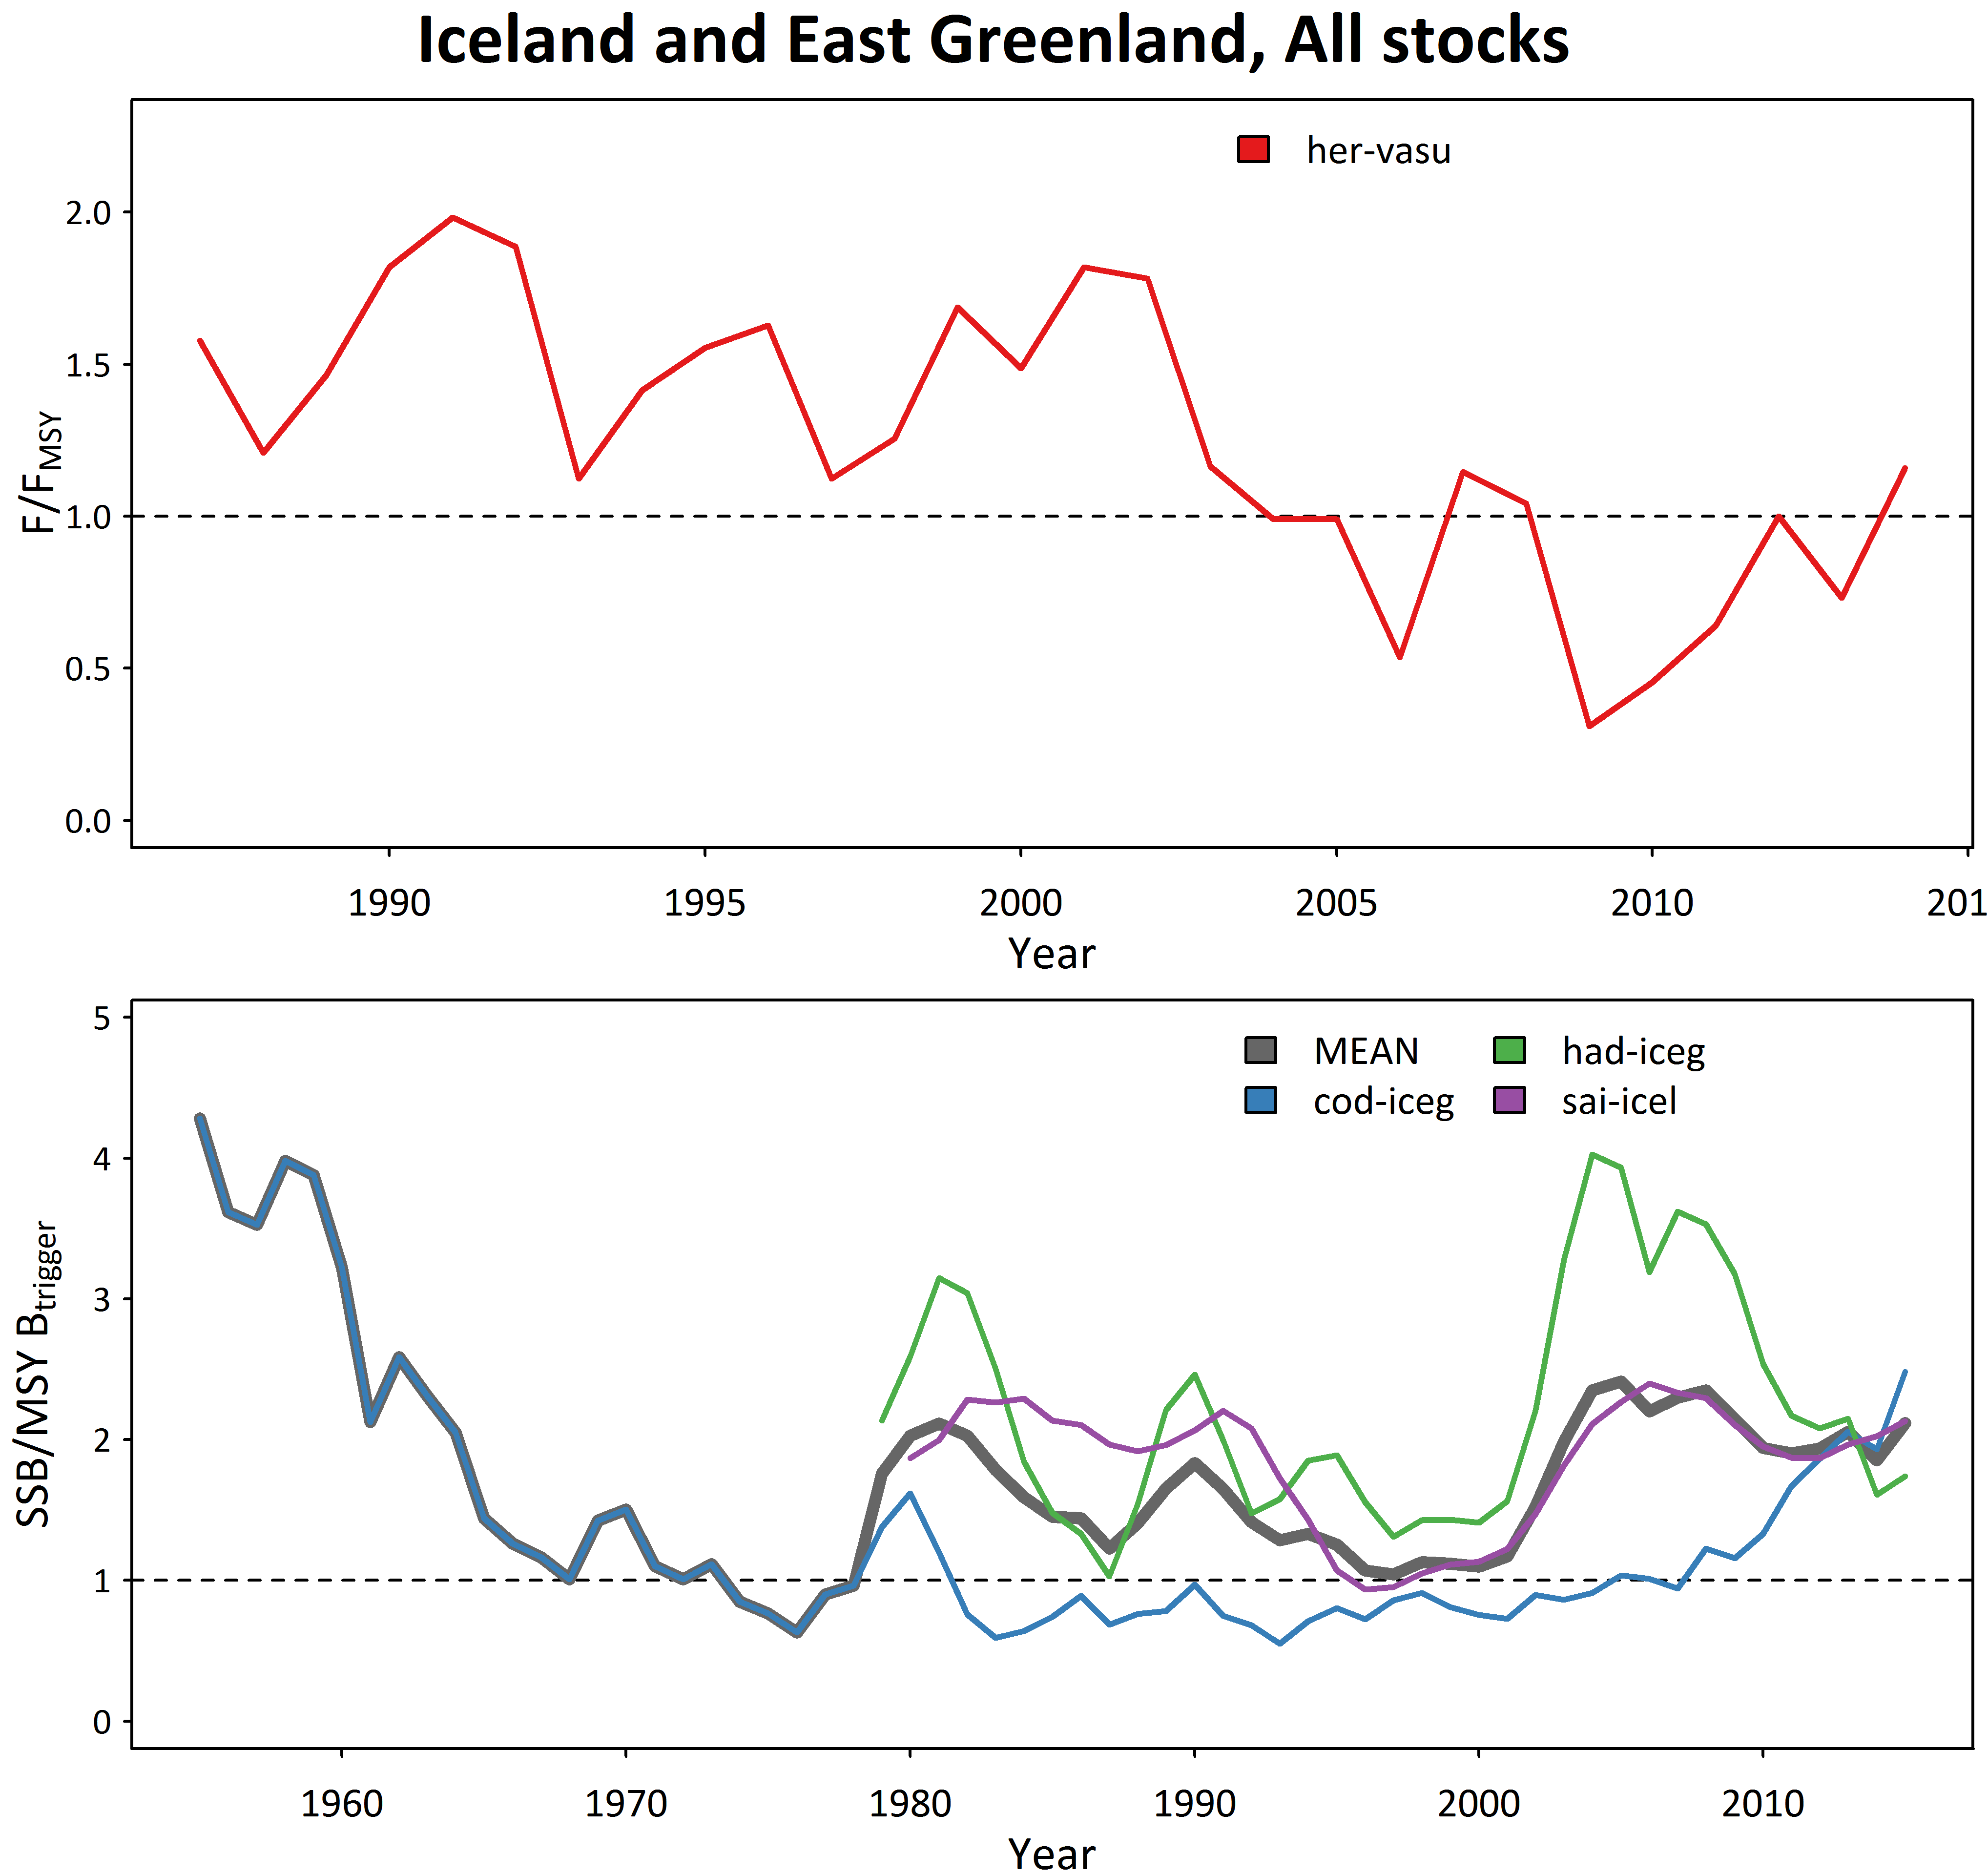 Iceland and East Greenland, All stocks
her-vasu
2.0
1.5
1.0
0.5
0.0
F/FMSY
1990 1995 2000 2005 2010 201
Year
5
4
3
2
1
0
SSB/MSY Btrigger
MEAN had-iceg
cod-iceg sai-icel
1960 1970 1980 1990 2000 2010
Year